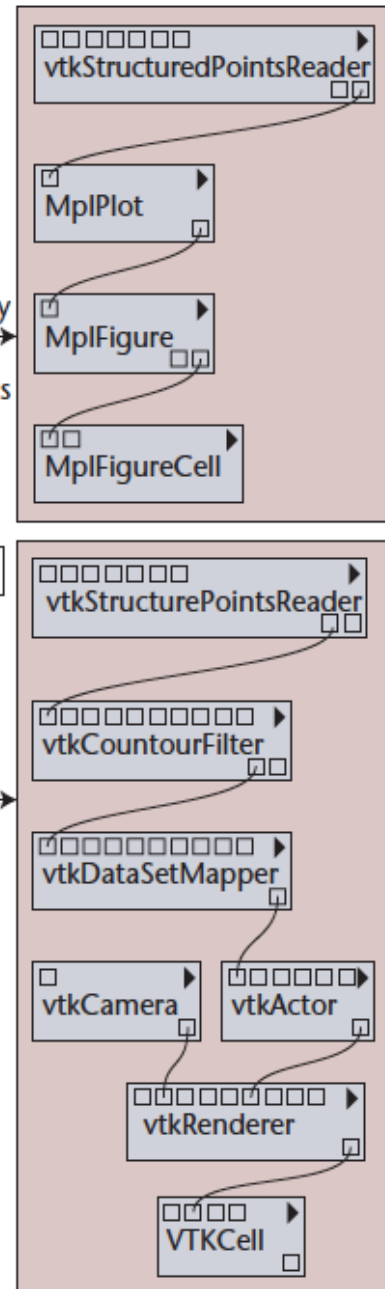 vtkStructuredPointsReader
MplPlot
y
MplFigure
s
MplFigureCell
vtkStructurePointsReader
vtkCountourFilter
vtkDataSetMapper
vtkCamera
vtkActor
vtkRenderer
VTKCell